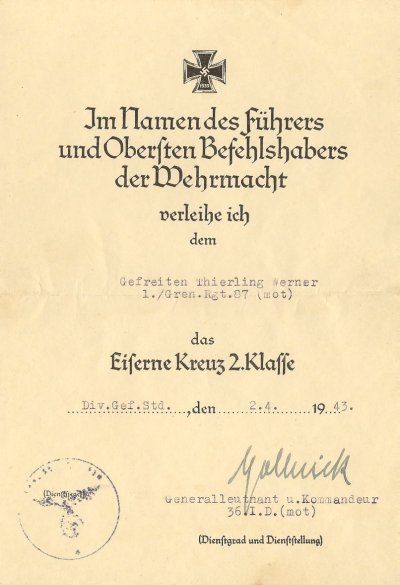 1939
Im Namen des Führers
und Oberſten Befehlshabers
der Wehrmacht
verleihe ich
dem
Gefreiten Thierling Werner
1./Gren.Rgt.87 (mot)
das
Eiſerne Kreuz 2.Klaſſe
Div.Gef.Std. , den 2.4. 1943.
Gollwick
Generalleutnant u.Kommandeur
36.I.D.(mot)
(Dienſtſiegel)
(Dienſtgrad und Dienſtſtellung)